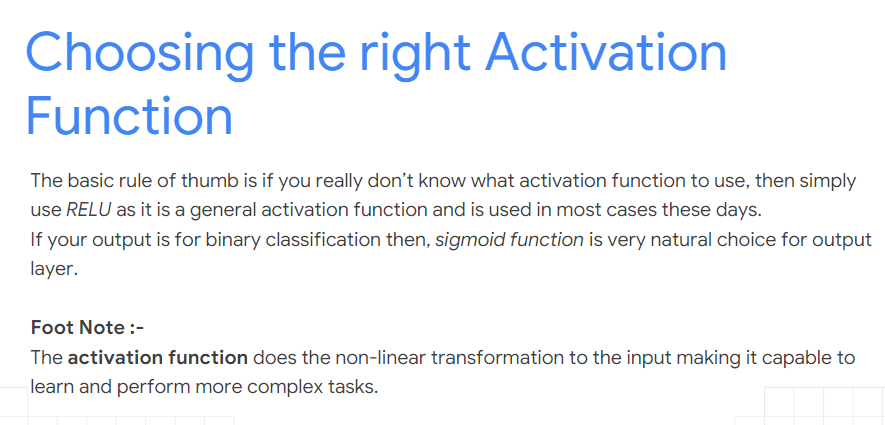 Choosing the right Activation
Function
The basic rule of thumb is if you really don’t know what activation function to use, then simply
use RELU as it is a general activation function and is used in most cases these days.
If your output is for binary classification then, sigmoid function is very natural choice for output
layer.
Foot Note :-
The activation function does the non-linear transformation to the input making it capable to
learn and perform more complex tasks.